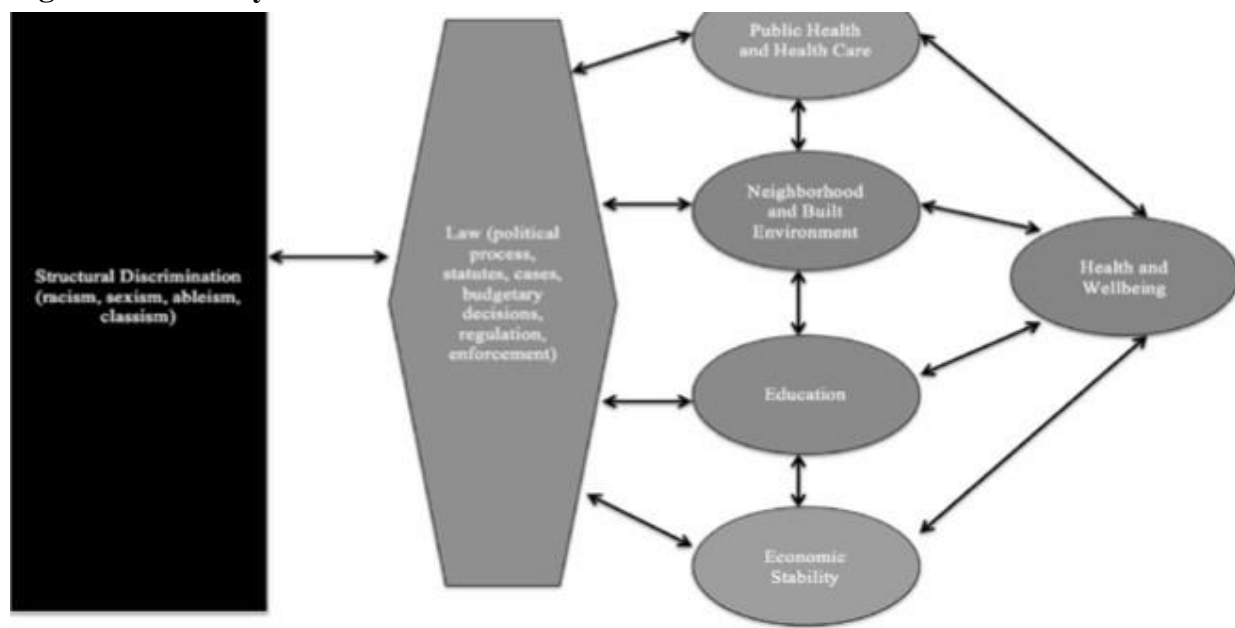 Public Health
and Health Care
Neighborhood
and Built
Environment
Law (political
process,
statutes, cases,
budgetary
decisions,
regulation,
enforcement)
Structural Discrimination
(racism, sexism, ableism,
classism)
Health and
Wellbeing
Education
Economic
Stability